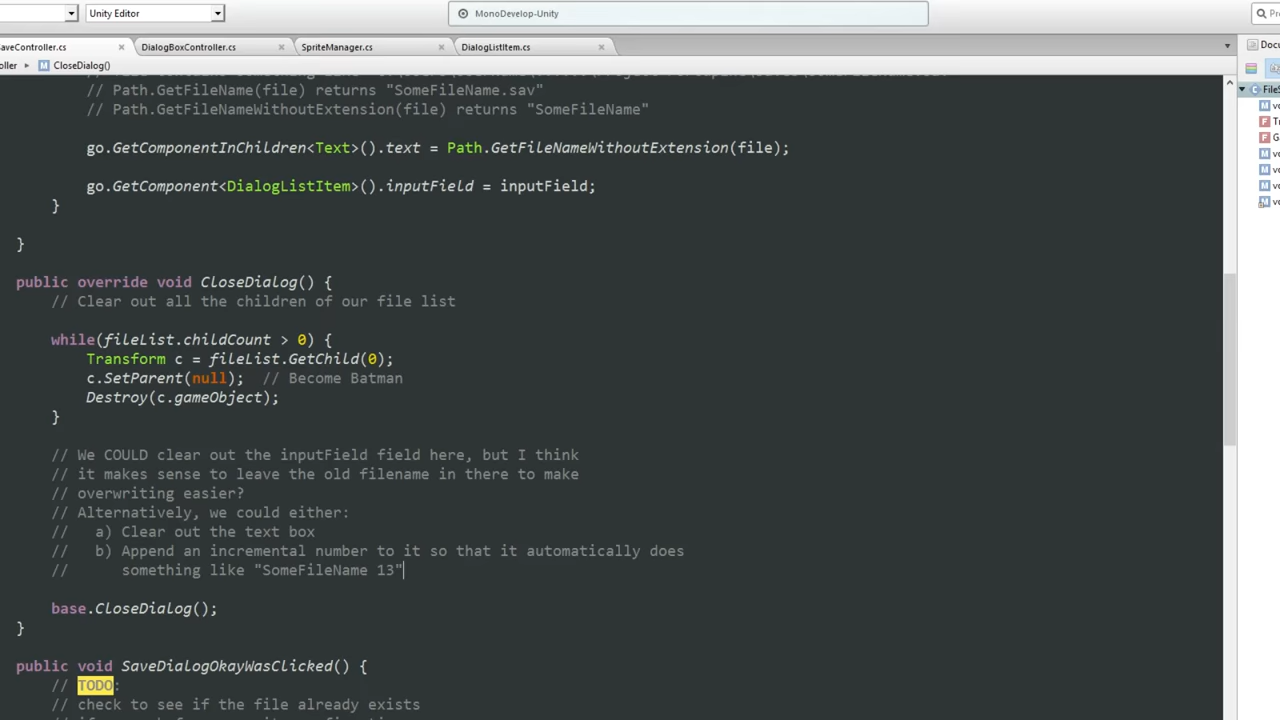 Unity Editor
MonoDevelop-Unity
SaveController.cs
DialogBoxController.cs
SpriteManager.cs
DialogListItem.cs
CloseDialog()
// Path.GetFileName(file) returns "SomeFileName.sav"
// Path.GetFileNameWithoutExtension(file) returns "SomeFileName"
go.GetComponentInChildren<Text>().text = Path.GetFileNameWithoutExtension(file);
go.GetComponent<DialogListItem>().inputField = inputField;
}
}
public override void CloseDialog() {
// Clear out all the children of our file list
while(fileList.childCount > 0) {
Transform c = fileList.GetChild(0);
c.SetParent(null);  // Become Batman
Destroy(c.gameObject);
}
// We COULD clear out the inputField field here, but I think
// it makes sense to leave the old filename in there to make
// overwriting easier?
// Alternatively, we could either:
//   a) Clear out the text box
//   b) Append an incremental number to it so that it automatically does
//      something like "SomeFileName 13"
base.CloseDialog();
}
public void SaveDialogOkayWasClicked() {
// TODO:
// check to see if the file already exists